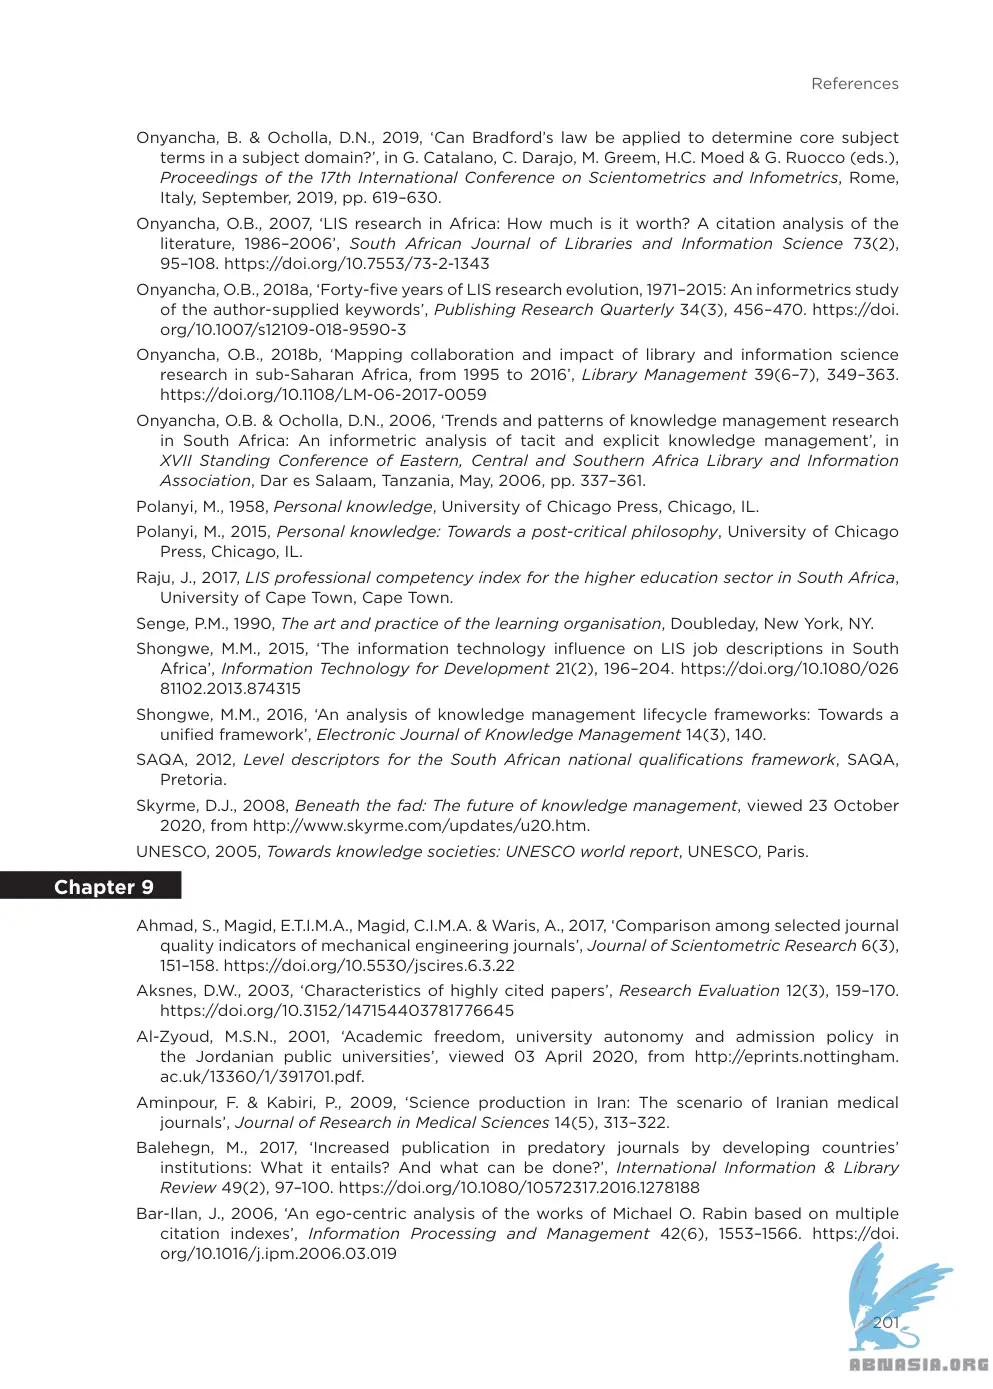 References
Onyancha, B. & Ocholla, D.N., 2019, ‘Can Bradford’s law be applied to determine core subject
terms in a subject domain?’, in G. Catalano, C. Darajo, M. Greem, H.C. Moed & G. Ruocco (eds.),
Proceedings of the 17th International Conference on Scientometrics and Infometrics, Rome,
Italy, September, 2019, pp. 619–630.
Onyancha, O.B., 2007, ‘LIS research in Africa: How much is it worth? A citation analysis of the
literature, 1986–2006’, South African Journal of Libraries and Information Science 73(2),
95–108. https://doi.org/10.7553/73-2-1343
Onyancha, O.B., 2018a, ‘Forty-five years of LIS research evolution, 1971–2015: An informetrics study
of the author-supplied keywords’, Publishing Research Quarterly 34(3), 456–470. https://doi.
org/10.1007/s12109-018-9590-3
Onyancha, O.B., 2018b, ‘Mapping collaboration and impact of library and information science
research in sub-Saharan Africa, from 1995 to 2016’, Library Management 39(6–7), 349–363.
https://doi.org/10.1108/LM-06-2017-0059
Onyancha, O.B. & Ocholla, D.N., 2006, ‘Trends and patterns of knowledge management research
in South Africa: An informetric analysis of tacit and explicit knowledge management’, in
XVII Standing Conference of Eastern, Central and Southern Africa Library and Information
Association, Dar es Salaam, Tanzania, May, 2006, pp. 337–361.
Polanyi, M., 1958, Personal knowledge, University of Chicago Press, Chicago, IL.
Polanyi, M., 2015, Personal knowledge: Towards a post-critical philosophy, University of Chicago
Press, Chicago, IL.
Raju, J., 2017, LIS professional competency index for the higher education sector in South Africa,
University of Cape Town, Cape Town.
Senge, P.M., 1990, The art and practice of the learning organisation, Doubleday, New York, NY.
Shongwe, M.M., 2015, ‘The information technology influence on LIS job descriptions in South
Africa’, Information Technology for Development 21(2), 196–204. https://doi.org/10.1080/026
81102.2013.874315
Shongwe, M.M., 2016, ‘An analysis of knowledge management lifecycle frameworks: Towards a
unified framework’, Electronic Journal of Knowledge Management 14(3), 140.
SAQA, 2012, Level descriptors for the South African national qualifications framework, SAQA,
Pretoria.
Skyrme, D.J., 2008, Beneath the fad: The future of knowledge management, viewed 23 October
2020, from http://www.skyrme.com/updates/u20.htm.
UNESCO, 2005, Towards knowledge societies: UNESCO world report, UNESCO, Paris.
Chapter 9
Ahmad, S., Magid, E.T.I.M.A., Magid, C.I.M.A. & Waris, A., 2017, ‘Comparison among selected journal
quality indicators of mechanical engineering journals’, Journal of Scientometric Research 6(3),
151–158. https://doi.org/10.5530/jscires.6.3.22
Aksnes, D.W., 2003, ‘Characteristics of highly cited papers’, Research Evaluation 12(3), 159–170.
https://doi.org/10.3152/147154403781776645
Al-Zyoud, M.S.N., 2001, ‘Academic freedom, university autonomy and admission policy in
the Jordanian public universities’, viewed 03 April 2020, from http://eprints.nottingham.
ac.uk/13360/1/391701.pdf.
Aminpour, F. & Kabiri, P., 2009, ‘Science production in Iran: The scenario of Iranian medical
journals’, Journal of Research in Medical Sciences 14(5), 313–322.
Balehegn, M., 2017, ‘Increased publication in predatory journals by developing countries’
institutions: What it entails? And what can be done?’, International Information & Library
Review 49(2), 97–100. https://doi.org/10.1080/10572317.2016.1278188
Bar-Ilan, J., 2006, ‘An ego-centric analysis of the works of Michael O. Rabin based on multiple
citation indexes’, Information Processing and Management 42(6), 1553–1566. https://doi.
org/10.1016/j.ipm.2006.03.019
201
ABNASIA.ORG